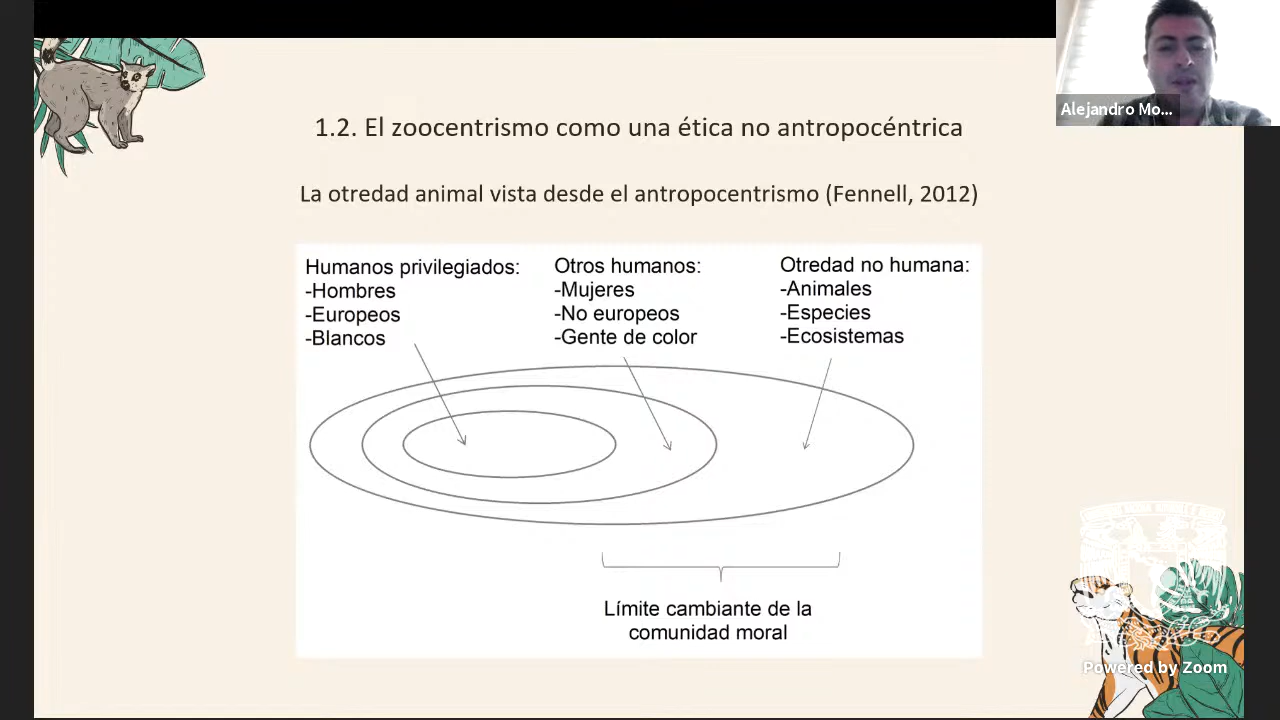 Alejandro Mo...
1.2. El zoocentrismo como una ética no antropocéntrica
La otredad animal vista desde el antropocentrismo (Fennell, 2012)
Humanos privilegiados:
-Hombres
-Europeos
-Blancos
Otros humanos:
-Mujeres
-No europeos
-Gente de color
Otredad no humana:
-Animales
-Especies
-Ecosistemas
Límite cambiante de la
comunidad moral
Powered by Zoom